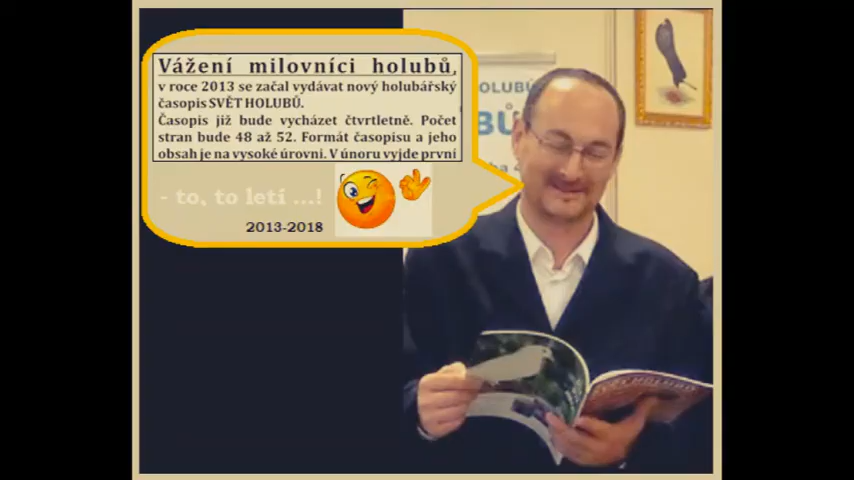 Vážení milovníci holubů,
v roce 2013 se začal vydávat nový holubářský
časopis SVĚT HOLUBŮ.
Časopis již bude vycházet čtvrtletně. Počet
stran bude 48 až 52. Formát časopisu a jeho
obsah je na vysoké úrovni. V únoru vyjde první
- to, to letí ...!
2013-2018
HOLUBŮ
BŮ